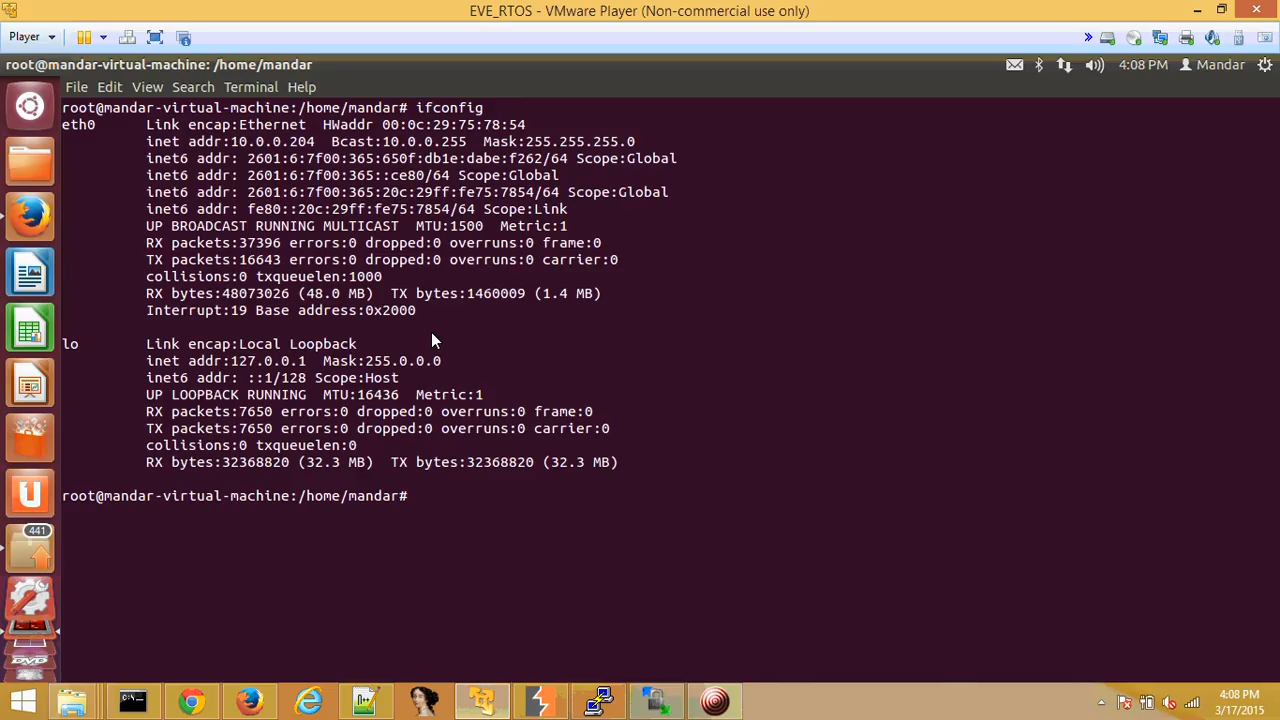 EVE_RTOS - VMware Player (Non-commercial use only)
Player
root@mandar-virtual-machine: /home/mandar
4:08 PM Mandar
File Edit View Search Terminal Help
root@mandar-virtual-machine:/home/mandar# ifconfig
eth0 Link encap:Ethernet HWaddr 00:0c:29:75:78:54
inet addr:10.0.0.204 Bcast:10.0.0.255 Mask:255.255.255.0
inet6 addr: 2601:6:7f00:365:650f:db1e:dabe:f262/64 Scope:Global
inet6 addr: 2601:6:7f00:365::ce80/64 Scope:Global
inet6 addr: 2601:6:7f00:365:20c:29ff:fe75:7854/64 Scope:Global
inet6 addr: fe80::20c:29ff:fe75:7854/64 Scope:Link
UP BROADCAST RUNNING MULTICAST MTU:1500 Metric:1
RX packets:37396 errors:0 dropped:0 overruns:0 frame:0
TX packets:16643 errors:0 dropped:0 overruns:0 carrier:0
collisions:0 txqueuelen:1000
RX bytes:48073026 (48.0 MB) TX bytes:1460009 (1.4 MB)
Interrupt:19 Base address:0x2000
lo Link encap:Local Loopback
inet addr:127.0.0.1 Mask:255.0.0.0
inet6 addr: ::1/128 Scope:Host
UP LOOPBACK RUNNING MTU:16436 Metric:1
RX packets:7650 errors:0 dropped:0 overruns:0 frame:0
TX packets:7650 errors:0 dropped:0 overruns:0 carrier:0
collisions:0 txqueuelen:0
RX bytes:32368820 (32.3 MB) TX bytes:32368820 (32.3 MB)
root@mandar-virtual-machine:/home/mandar#
441
DVD
4:08 PM
3/17/2015